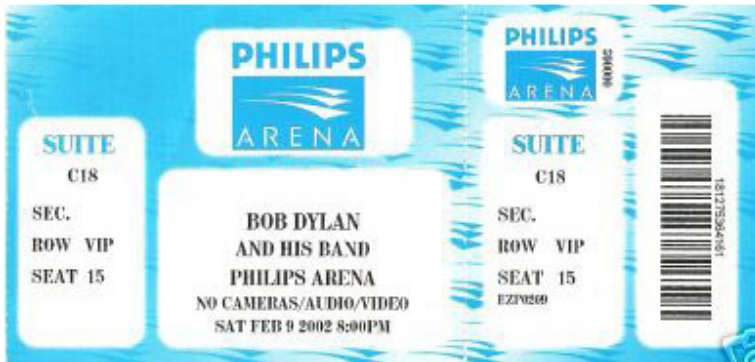 SUITE
C18
SEC.
ROW VIP
SEAT 15
PHILIPS
ARENA
BOB DYLAN
AND HIS BAND
PHILIPS ARENA
NO CAMERAS/AUDIO/VIDEO
SAT FEB 9 2002 8:00PM
PHILIPS
ARENA
SUITE
C18
SEC.
ROW VIP
SEAT 15
EZP0209
181275364161